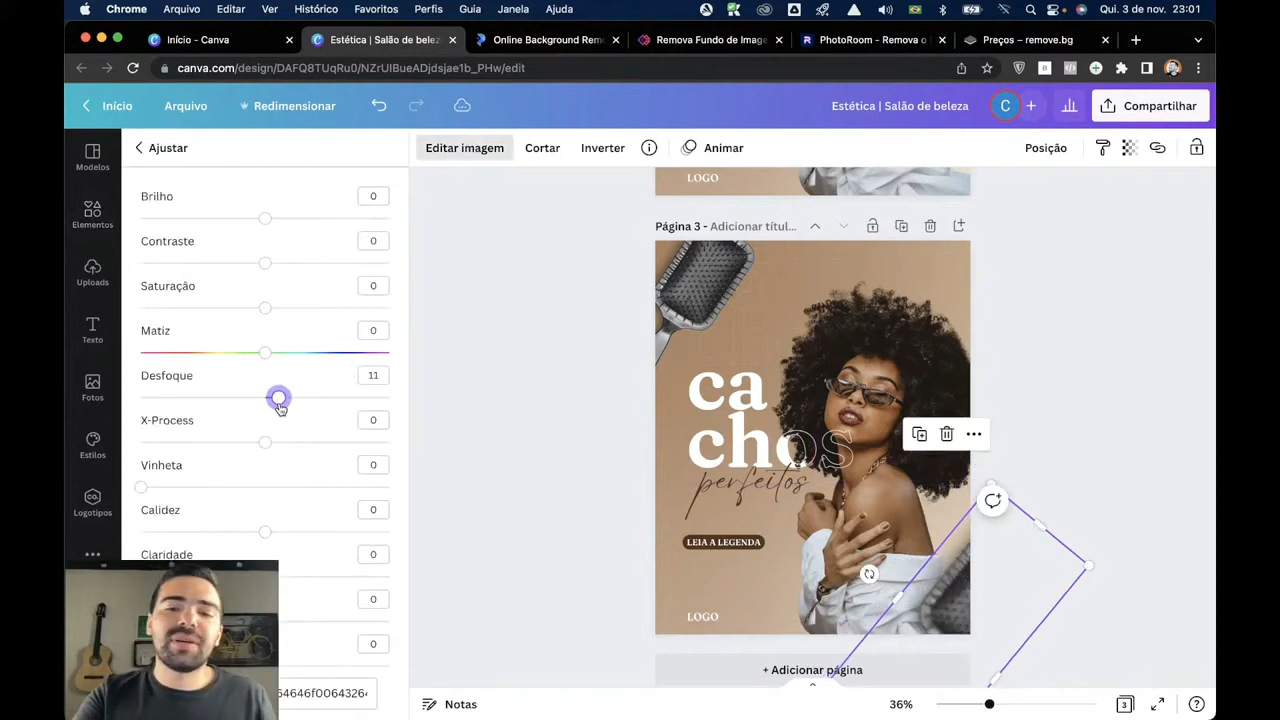 Chrome Arquivo Editar Ver Histórico Favoritos Perfis Guia Janela Ajuda Qui. 3 de nov. 23:01
Início - Canva
Estética | Salão de beleza
Online Background Rem
Remova Fundo de Image
PhotoRoom - Remova o
Preços – remove.bg
canva.com/design/DAFQ8TUqRu0/NZrUIBueADjdsjae1b_PHw/edit
Início Arquivo Redimensionar Estética | Salão de beleza C Compartilhar
Ajustar
Editar imagem Cortar Inverter Animar Posição
Modelos
Elementos
Uploads
Texto
Fotos
Estilos
co.
Logotipos
Brilho 0
Contraste 0
Saturação 0
Matiz 0
Desfoque 11
X-Process 0
Vinheta 0
Calidez 0
Claridade 0
0
0
LOGO
Página 3 - Adicionar títul...
ca
chos
perfeitos
LEIA A LEGENDA
LOGO
+ Adicionar página
Notas 36% 3